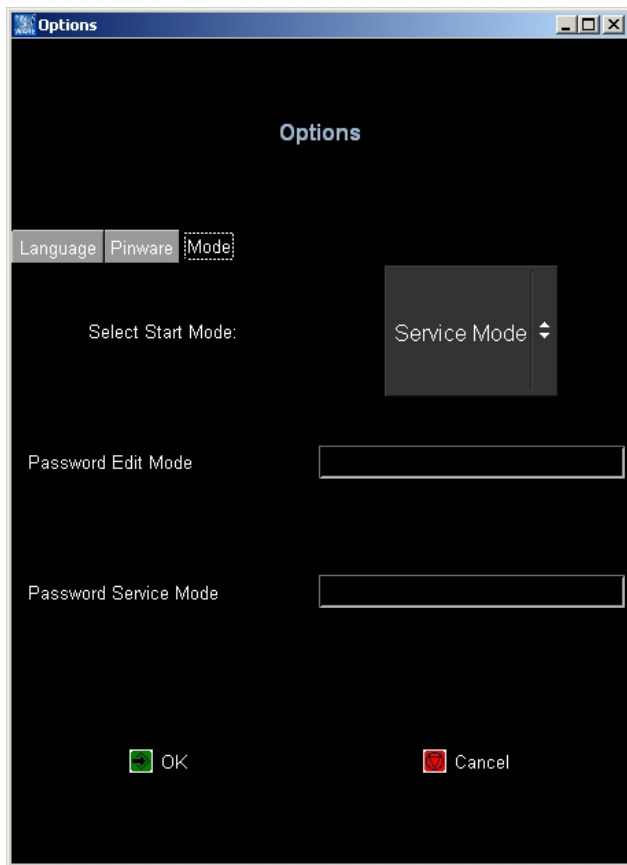 Options
Options
Language Pinware Mode
Select Start Mode: Service Mode
Password Edit Mode
Password Service Mode
OK Cancel